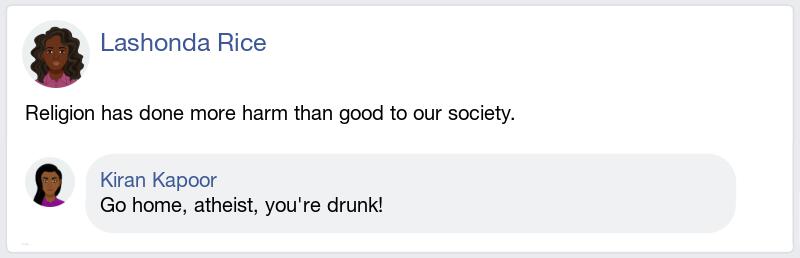 Lashonda Rice
Religion has done more harm than good to our society.
Kiran Kapoor
Go home, atheist, you're drunk!